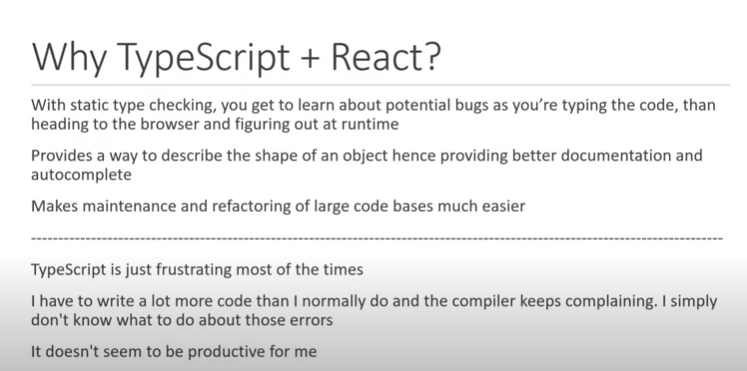 Why TypeScript + React?
With static type checking, you get to learn about potential bugs as you’re typing the code, than
heading to the browser and figuring out at runtime
Provides a way to describe the shape of an object hence providing better documentation and
autocomplete
Makes maintenance and refactoring of large code bases much easier
--------------------------------------------------------------------------------------------------------------------------------
TypeScript is just frustrating most of the times
I have to write a lot more code than I normally do and the compiler keeps complaining. I simply
don't know what to do about those errors
It doesn't seem to be productive for me